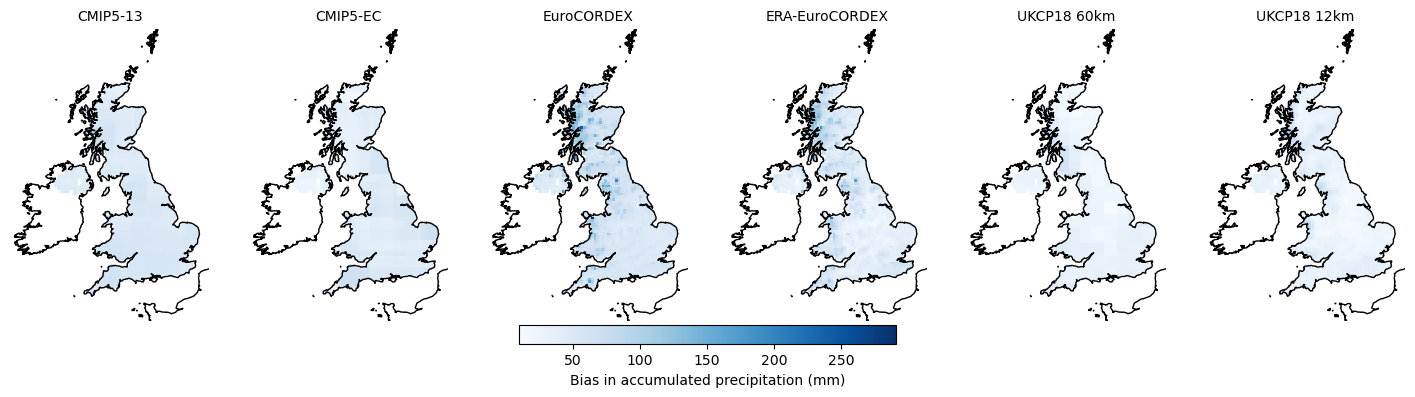 CMIP5-13
CMIP5-EC
EuroCORDEX
ERA-EuroCORDEX
UKCP18 60km
UKCP18 12km
50 100 150 200 250
Bias in accumulated precipitation (mm)